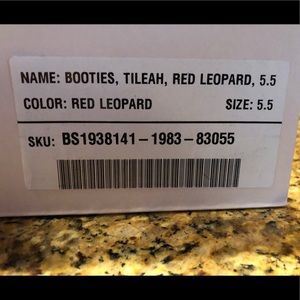 NAME: BOOTIES, TILEAH, RED LEOPARD, 5.5
COLOR: RED LEOPARD SIZE: 5.5
SKU: BS1938141-1983-83055